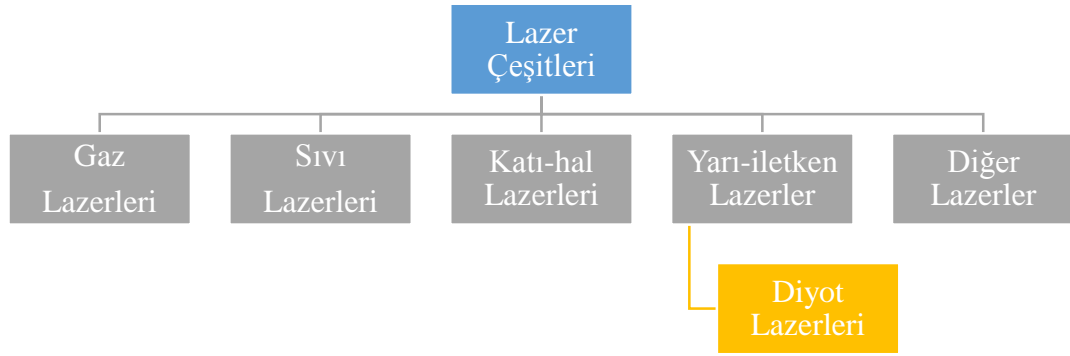 Lazer
Çeşitleri
Gaz
Lazerleri
Sıvı
Lazerleri
Katı-hal
Lazerleri
Yarı-iletken
Lazerler
Diğer
Lazerler
Diyot
Lazerleri